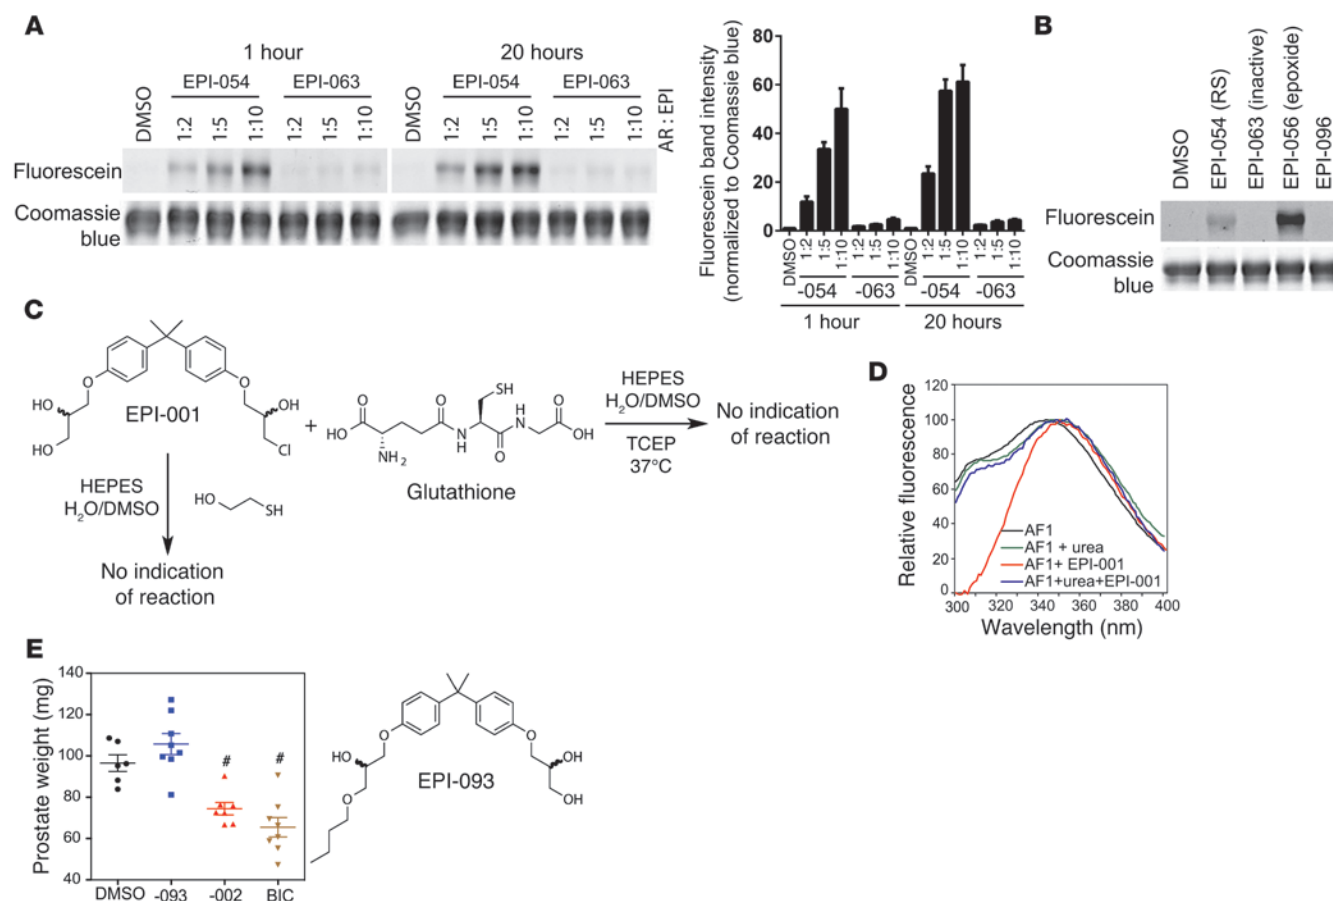 A
1 hour
20 hours
EPI-054
EPI-063
EPI-054
EPI-063
DMSO
1:2
1:5
1:10
1:2
1:5
1:10
DMSO
1:2
1:5
1:10
1:2
1:5
1:10
AR : EPI
Fluorescein
Coomassie
blue
Fluorescein band intensity
(normalized to Coomassie blue)
80
60
40
20
0
DMSO
1:2
1:5
1:10
1:2
1:5
1:10
DMSO
1:2
1:5
1:10
1:2
1:5
1:10
-054
-063
-054
-063
1 hour
20 hours
B
DMSO
EPI-054 (RS)
EPI-063 (inactive)
EPI-056 (epoxide)
EPI-096
Fluorescein
Coomassie
blue
C
HO
HO
O
O
OH
Cl
EPI-001
+
O
HO
NH2
O
N
H
SH
H
N
O
O
OH
Glutathione
HEPES
H2O/DMSO
TCEP
37°C
No indication
of reaction
HEPES
H2O/DMSO
HO
SH
No indication
of reaction
D
Relative fluorescence
120
100
80
60
40
20
0
AF1
AF1 + urea
AF1+ EPI-001
AF1+urea+EPI-001
300
320
340
360
380
400
Wavelength (nm)
E
Prostate weight (mg)
140
120
100
80
60
40
#
#
DMSO
-093
-002
BIC
HO
O
O
O
OH
OH
EPI-093